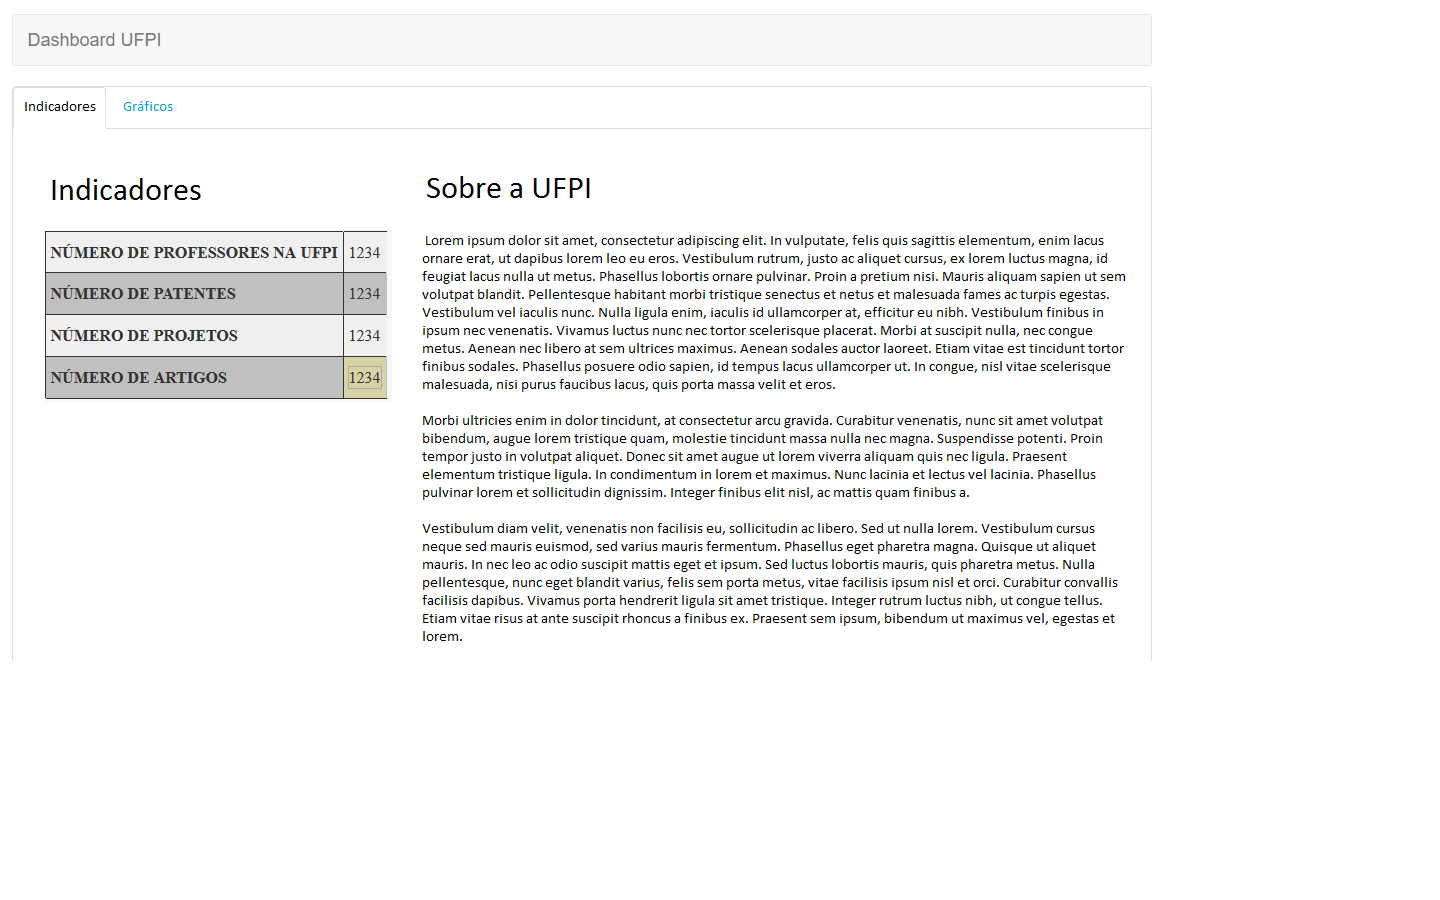 Dashboard UFPI
Indicadores Gráficos
Indicadores
NÚMERO DE PROFESSORES NA UFPI 1234
NÚMERO DE PATENTES 1234
NÚMERO DE PROJETOS 1234
NÚMERO DE ARTIGOS 1234
Sobre a UFPI
Lorem ipsum dolor sit amet, consectetur adipiscing elit. In vulputate, felis quis sagittis elementum, enim lacus
ornare erat, ut dapibus lorem leo eu eros. Vestibulum rutrum, justo ac aliquet cursus, ex lorem luctus magna, id
feugiat lacus nulla ut metus. Phasellus lobortis ornare pulvinar. Proin a pretium nisi. Mauris aliquam sapien ut sem
volutpat blandit. Pellentesque habitant morbi tristique senectus et netus et malesuada fames ac turpis egestas.
Vestibulum vel iaculis nunc. Nulla ligula enim, iaculis id ullamcorper at, efficitur eu nibh. Vestibulum finibus in
ipsum nec venenatis. Vivamus luctus nunc nec tortor scelerisque placerat. Morbi at suscipit nulla, nec congue
metus. Aenean nec libero at sem ultrices maximus. Aenean sodales auctor laoreet. Etiam vitae est tincidunt tortor
finibus sodales. Phasellus posuere odio sapien, id tempus lacus ullamcorper ut. In congue, nisl vitae scelerisque
malesuada, nisi purus faucibus lacus, quis porta massa velit et eros.
Morbi ultricies enim in dolor tincidunt, at consectetur arcu gravida. Curabitur venenatis, nunc sit amet volutpat
bibendum, augue lorem tristique quam, molestie tincidunt massa nulla nec magna. Suspendisse potenti. Proin
tempor justo in volutpat aliquet. Donec sit amet augue ut lorem viverra aliquam quis nec ligula. Praesent
elementum tristique ligula. In condimentum in lorem et maximus. Nunc lacinia et lectus vel lacinia. Phasellus
pulvinar lorem et sollicitudin dignissim. Integer finibus elit nisl, ac mattis quam finibus a.
Vestibulum diam velit, venenatis non facilisis eu, sollicitudin ac libero. Sed ut nulla lorem. Vestibulum cursus
neque sed mauris euismod, sed varius mauris fermentum. Phasellus eget pharetra magna. Quisque ut aliquet
mauris. In nec leo ac odio suscipit mattis eget et ipsum. Sed luctus lobortis mauris, quis pharetra metus. Nulla
pellentesque, nunc eget blandit varius, felis sem porta metus, vitae facilisis ipsum nisl et orci. Curabitur convallis
facilisis dapibus. Vivamus porta hendrerit ligula sit amet tristique. Integer rutrum luctus nibh, ut congue tellus.
Etiam vitae risus at ante suscipit rhoncus a finibus ex. Praesent sem ipsum, bibendum ut maximus vel, egestas et
lorem.